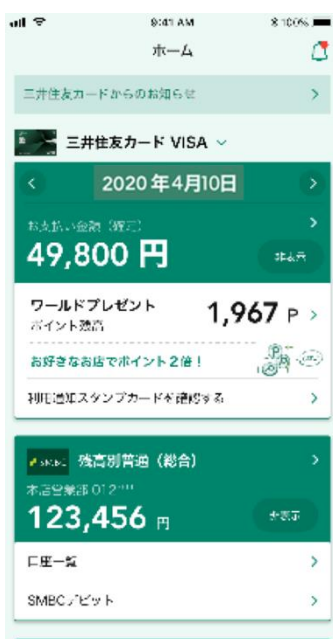 9:41 AM
100%
ホーム
三井住友カードからのお知らせ
三井住友カード VISA
2020年4月10日
お支払い金額（確定）
49,800 円
非表示
ワールドプレゼント
ポイント残高
1,967 P
お好きなお店でポイント2倍！
利用通知スタンプカードを確認する
SMBC 残高別普通（総合）
本店営業部 012****
123,456 円
非表示
口座一覧
SMBCデビット